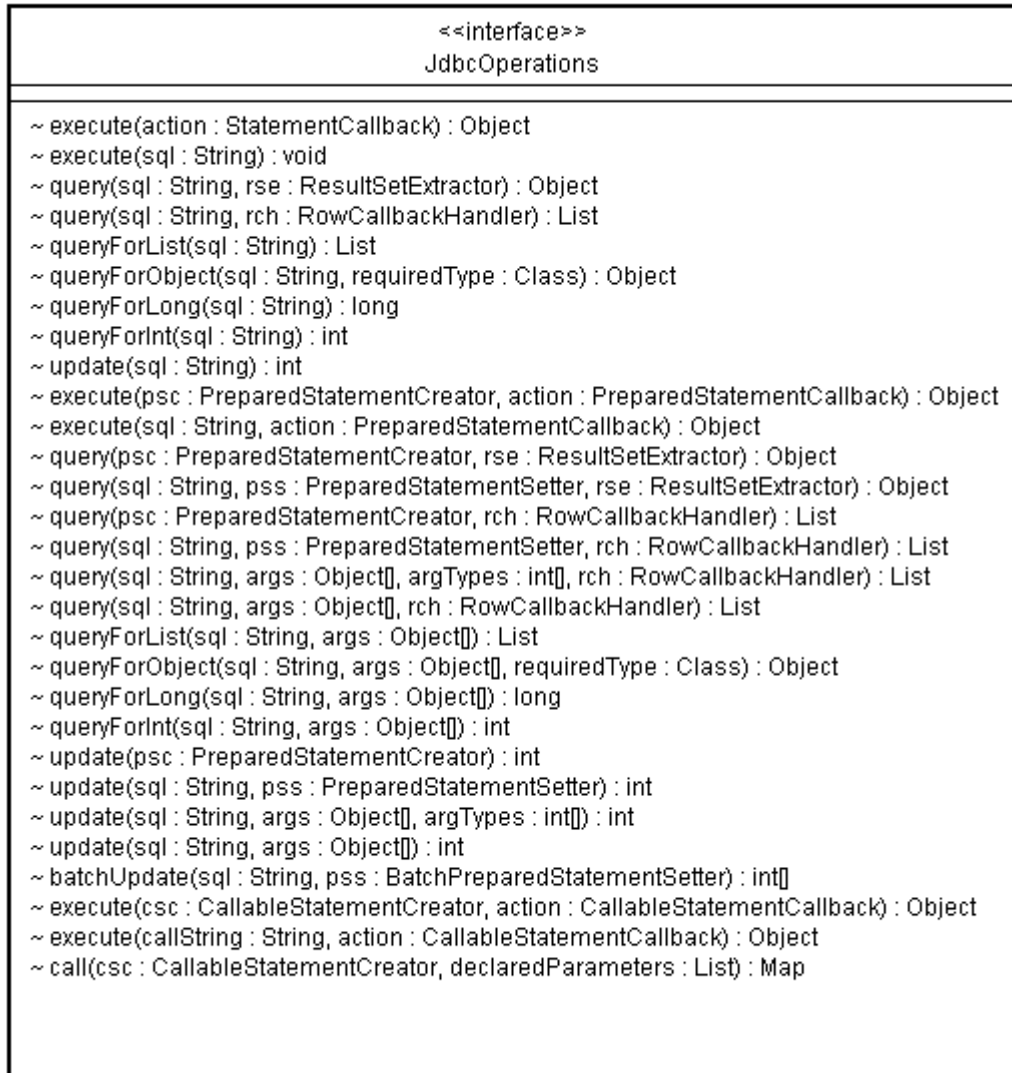 <<interface>>
JdbcOperations
~ execute(action : StatementCallback) : Object
~ execute(sql : String) : void
~ query(sql : String, rse : ResultSetExtractor) : Object
~ query(sql : String, rch : RowCallbackHandler) : List
~ queryForList(sql : String) : List
~ queryForObject(sql : String, requiredType : Class) : Object
~ queryForLong(sql : String) : long
~ queryForInt(sql : String) : int
~ update(sql : String) : int
~ execute(psc : PreparedStatementCreator, action : PreparedStatementCallback) : Object
~ execute(sql : String, action : PreparedStatementCallback) : Object
~ query(psc : PreparedStatementCreator, rse : ResultSetExtractor) : Object
~ query(sql : String, pss : PreparedStatementSetter, rse : ResultSetExtractor) : Object
~ query(psc : PreparedStatementCreator, rch : RowCallbackHandler) : List
~ query(sql : String, pss : PreparedStatementSetter, rch : RowCallbackHandler) : List
~ query(sql : String, args : Object[], argTypes : int[], rch : RowCallbackHandler) : List
~ query(sql : String, args : Object[], rch : RowCallbackHandler) : List
~ queryForList(sql : String, args : Object[]) : List
~ queryForObject(sql : String, args : Object[], requiredType : Class) : Object
~ queryForLong(sql : String, args : Object[]) : long
~ queryForInt(sql : String, args : Object[]) : int
~ update(psc : PreparedStatementCreator) : int
~ update(sql : String, pss : PreparedStatementSetter) : int
~ update(sql : String, args : Object[], argTypes : int[]) : int
~ update(sql : String, args : Object[]) : int
~ batchUpdate(sql : String, pss : BatchPreparedStatementSetter) : int[]
~ execute(csc : CallableStatementCreator, action : CallableStatementCallback) : Object
~ execute(callString : String, action : CallableStatementCallback) : Object
~ call(csc : CallableStatementCreator, declaredParameters : List) : Map